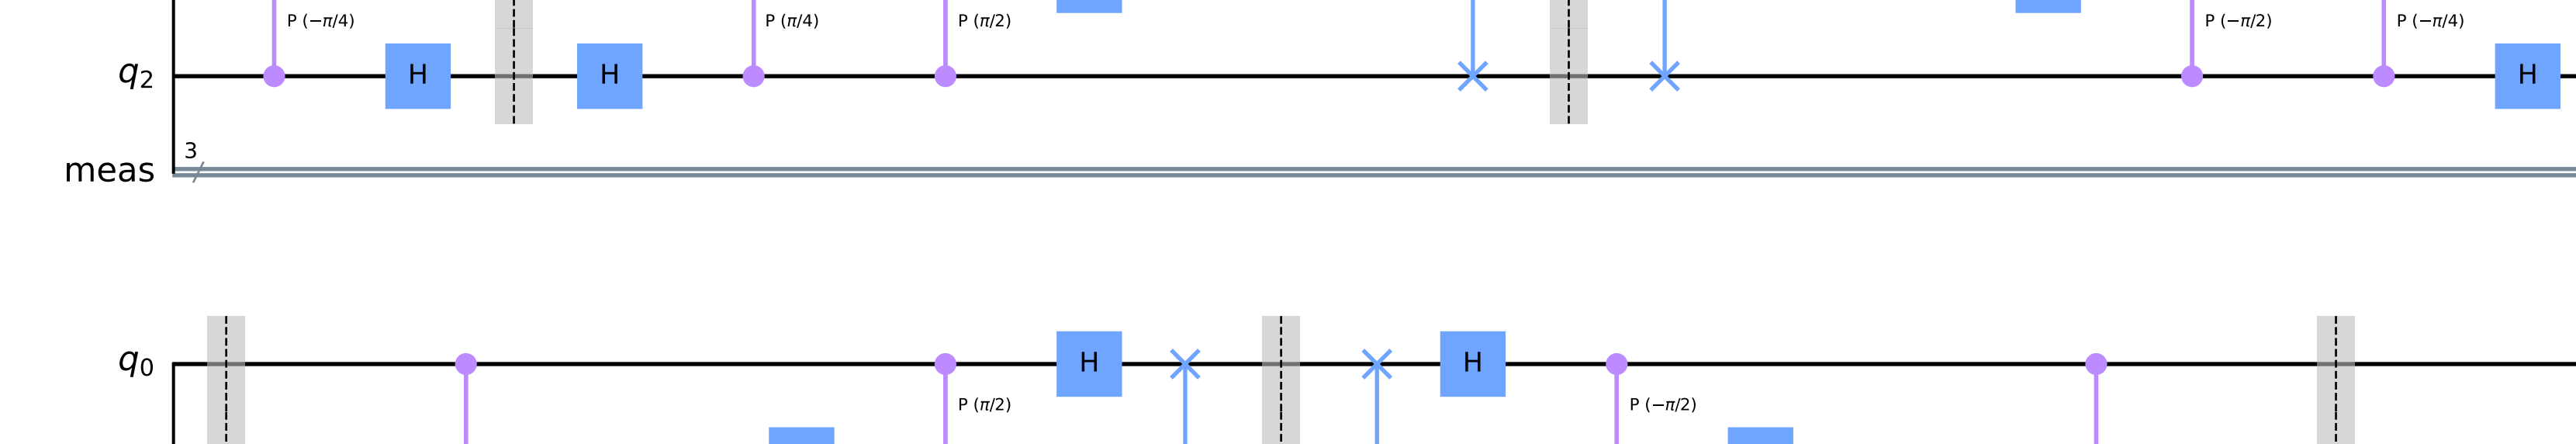 P (−π/4) P (π/4) P (π/2) P (−π/2) P (−π/4)
q2 H H H
3
meas
q0 H H
P (π/2) P (−π/2)